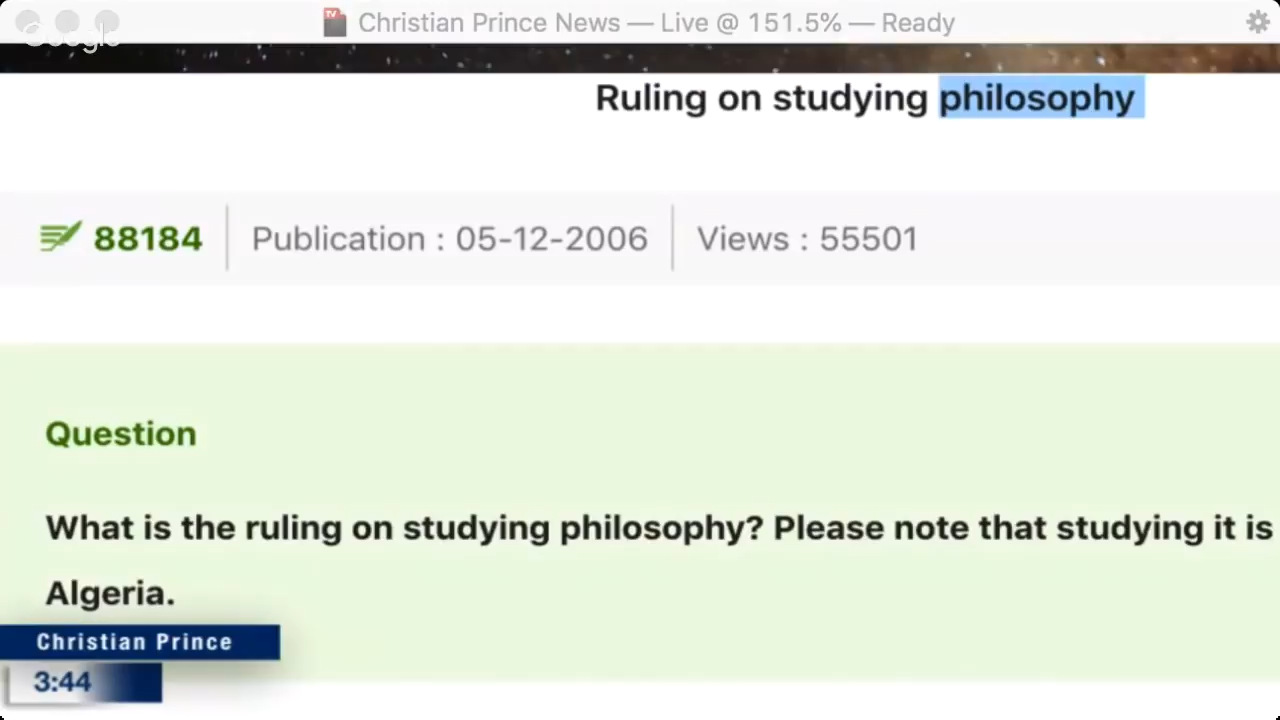 Christian Prince News — Live @ 151.5% — Ready
Google
Ruling on studying philosophy
88184
Publication : 05-12-2006
Views : 55501
Question
What is the ruling on studying philosophy? Please note that studying it is
Algeria.
Christian Prince
3:44